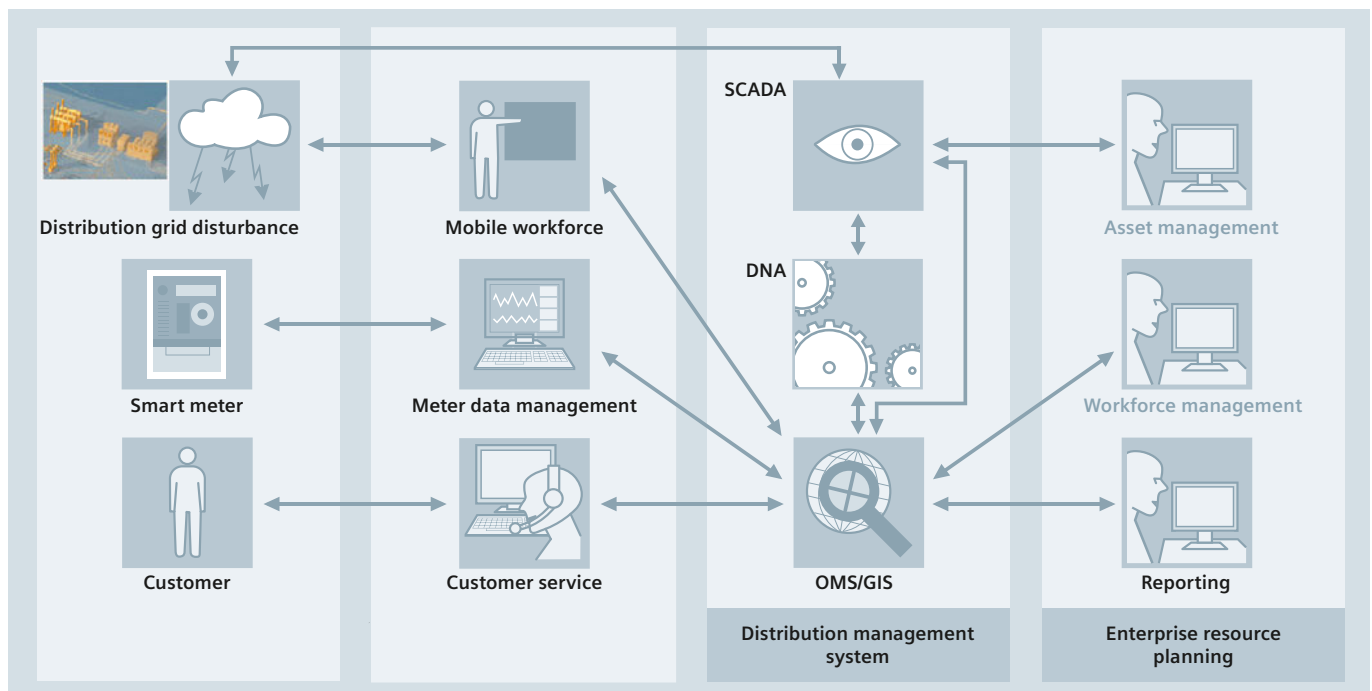 SCADA
Distribution grid disturbance
Mobile workforce
Asset management
DNA
Smart meter
Meter data management
Workforce management
Customer
Customer service
OMS/GIS
Reporting
Distribution management
system
Enterprise resource
planning